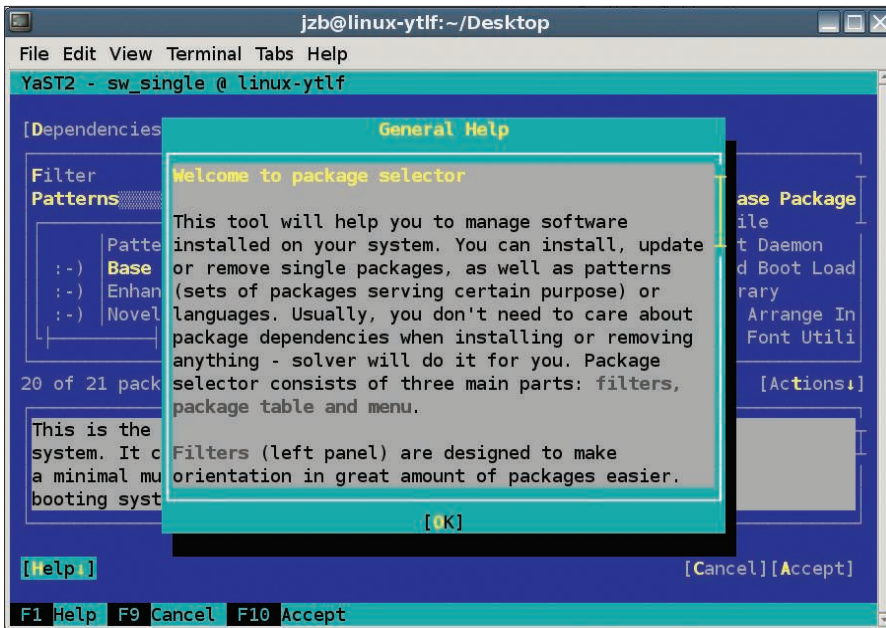 jzb@linux-ytlf:~/Desktop
File Edit View Terminal Tabs Help
YaST2 - sw_single @ linux-ytlf
[Dependencies
General Help
Filter
Patterns
Welcome to package selector
ase Package
This tool will help you to manage software
ile
Patte
installed on your system. You can install, update
t Daemon
:-) Base
or remove single packages, as well as patterns
d Boot Load
:-) Enhan
(sets of packages serving certain purpose) or
rary
:-) Novel
languages. Usually, you don't need to care about
Arrange In
package dependencies when installing or removing
Font Utili
anything - solver will do it for you. Package
20 of 21 pack
selector consists of three main parts: filters,
[Actions↓]
package table and menu.
This is the
system. It c
Filters (left panel) are designed to make
a minimal mu
orientation in great amount of packages easier.
booting syst
[OK]
[Help↓]
[Cancel][Accept]
F1 Help F9 Cancel F10 Accept